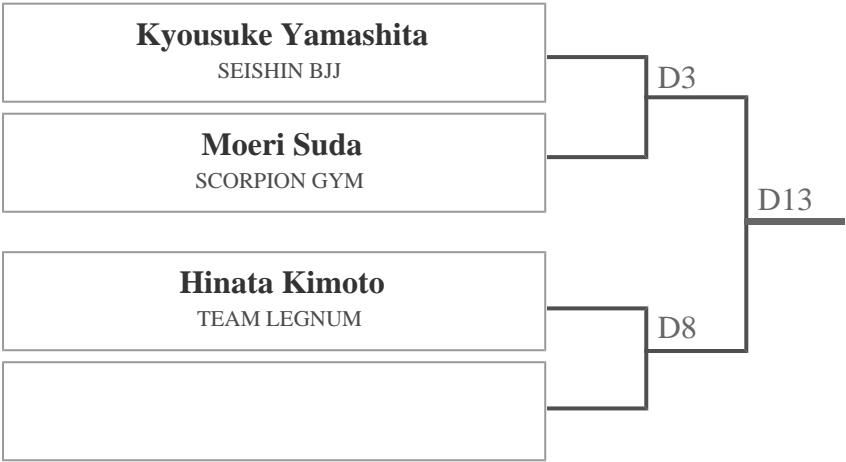 Kyousuke Yamashita
SEISHIN BJJ
D3
Moeri Suda
SCORPION GYM
D13
Hinata Kimoto
TEAM LEGNUM
D8